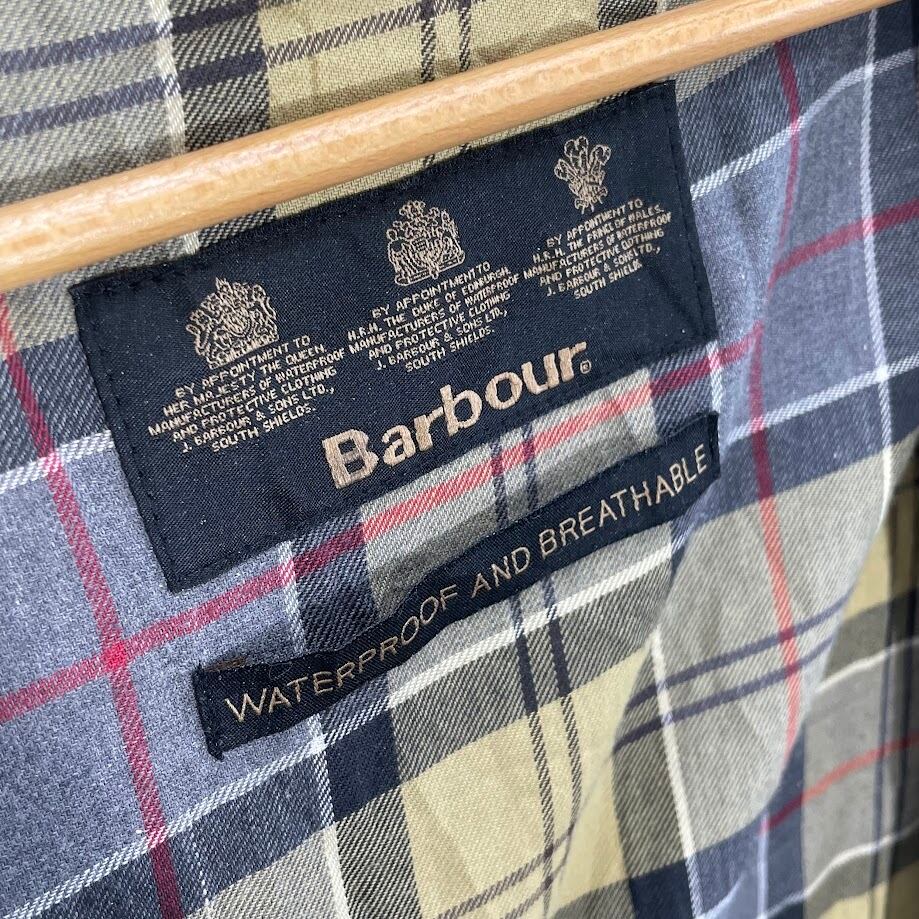 BY APPOINTMENT TO
HER MAJESTY THE QUEEN,
MANUFACTURERS OF WATERPROOF
AND PROTECTIVE CLOTHING
J. BARBOUR & SONS LTD.,
SOUTH SHIELDS.
BY APPOINTMENT TO
H.R.H. THE DUKE OF EDINBURGH,
MANUFACTURERS OF WATERPROOF
AND PROTECTIVE CLOTHING
J. BARBOUR & SONS LTD.,
SOUTH SHIELDS.
BY APPOINTMENT TO
H.R.H. THE PRINCE OF WALES,
MANUFACTURERS OF WATERPROOF
AND PROTECTIVE CLOTHING
J. BARBOUR & SONS LTD.,
SOUTH SHIELDS.
Barbour®
WATERPROOF AND BREATHABLE